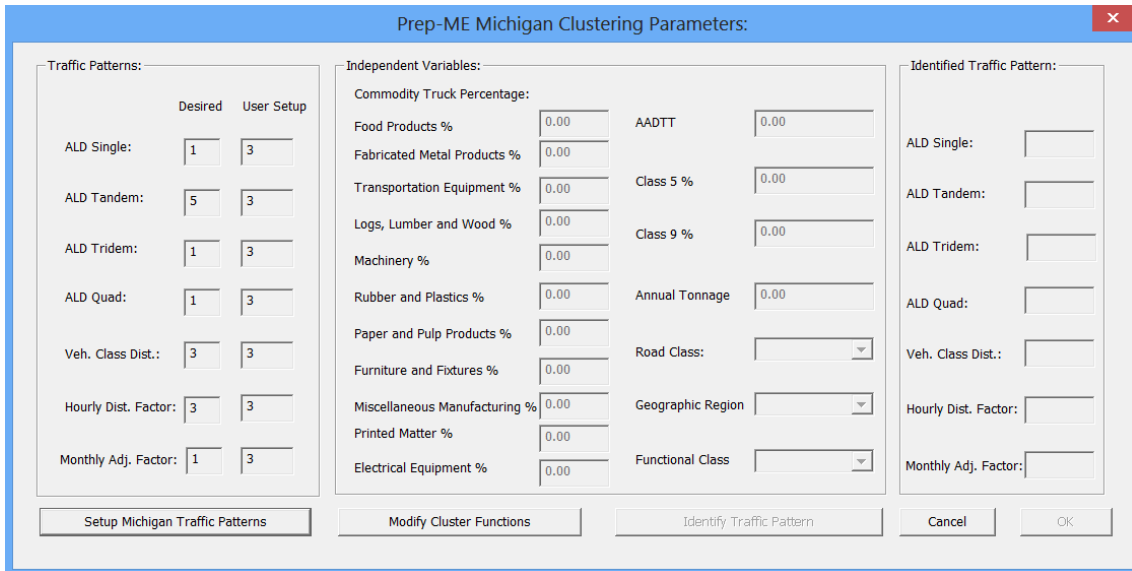 Prep-ME Michigan Clustering Parameters:
x
Traffic Patterns:
Desired User Setup
ALD Single: 1 3
ALD Tandem: 5 3
ALD Tridem: 1 3
ALD Quad: 1 3
Veh. Class Dist.: 3 3
Hourly Dist. Factor: 3 3
Monthly Adj. Factor: 1 3
Setup Michigan Traffic Patterns
Independent Variables:
Commodity Truck Percentage:
Food Products % 0.00
Fabricated Metal Products % 0.00
Transportation Equipment % 0.00
Logs, Lumber and Wood % 0.00
Machinery % 0.00
Rubber and Plastics % 0.00
Paper and Pulp Products % 0.00
Furniture and Fixtures % 0.00
Miscellaneous Manufacturing % 0.00
Printed Matter % 0.00
Electrical Equipment % 0.00
AADTT 0.00
Class 5 % 0.00
Class 9 % 0.00
Annual Tonnage 0.00
Road Class:
Geographic Region
Functional Class
Modify Cluster Functions
Identify Traffic Pattern
Identified Traffic Pattern:
ALD Single:
ALD Tandem:
ALD Tridem:
ALD Quad:
Veh. Class Dist.:
Hourly Dist. Factor:
Monthly Adj. Factor:
Cancel
OK